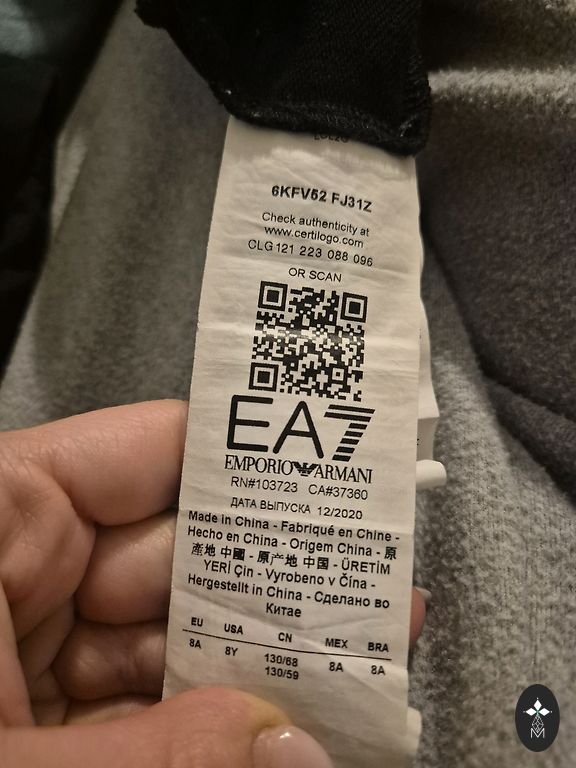 6KFV52 FJ31Z
Check authenticity at
www.certilogo.com
CLG 121 223 088 096
OR SCAN
EA7
EMPORIO ARMANI
RN#103723 CA#37360
ДАТА ВЫПУСКА 12/2020
Made in China - Fabriqué en Chine -
Hecho en China - Origem China - 原
產地 中國 - 原产地 中国 - ÜRETİM
YERİ Çin - Vyrobeno v Čína -
Hergestellt in China - Сделано во
Китае
EU USA CN MEX BRA
8A 8Y 130/68 8A 8A
130/59
M